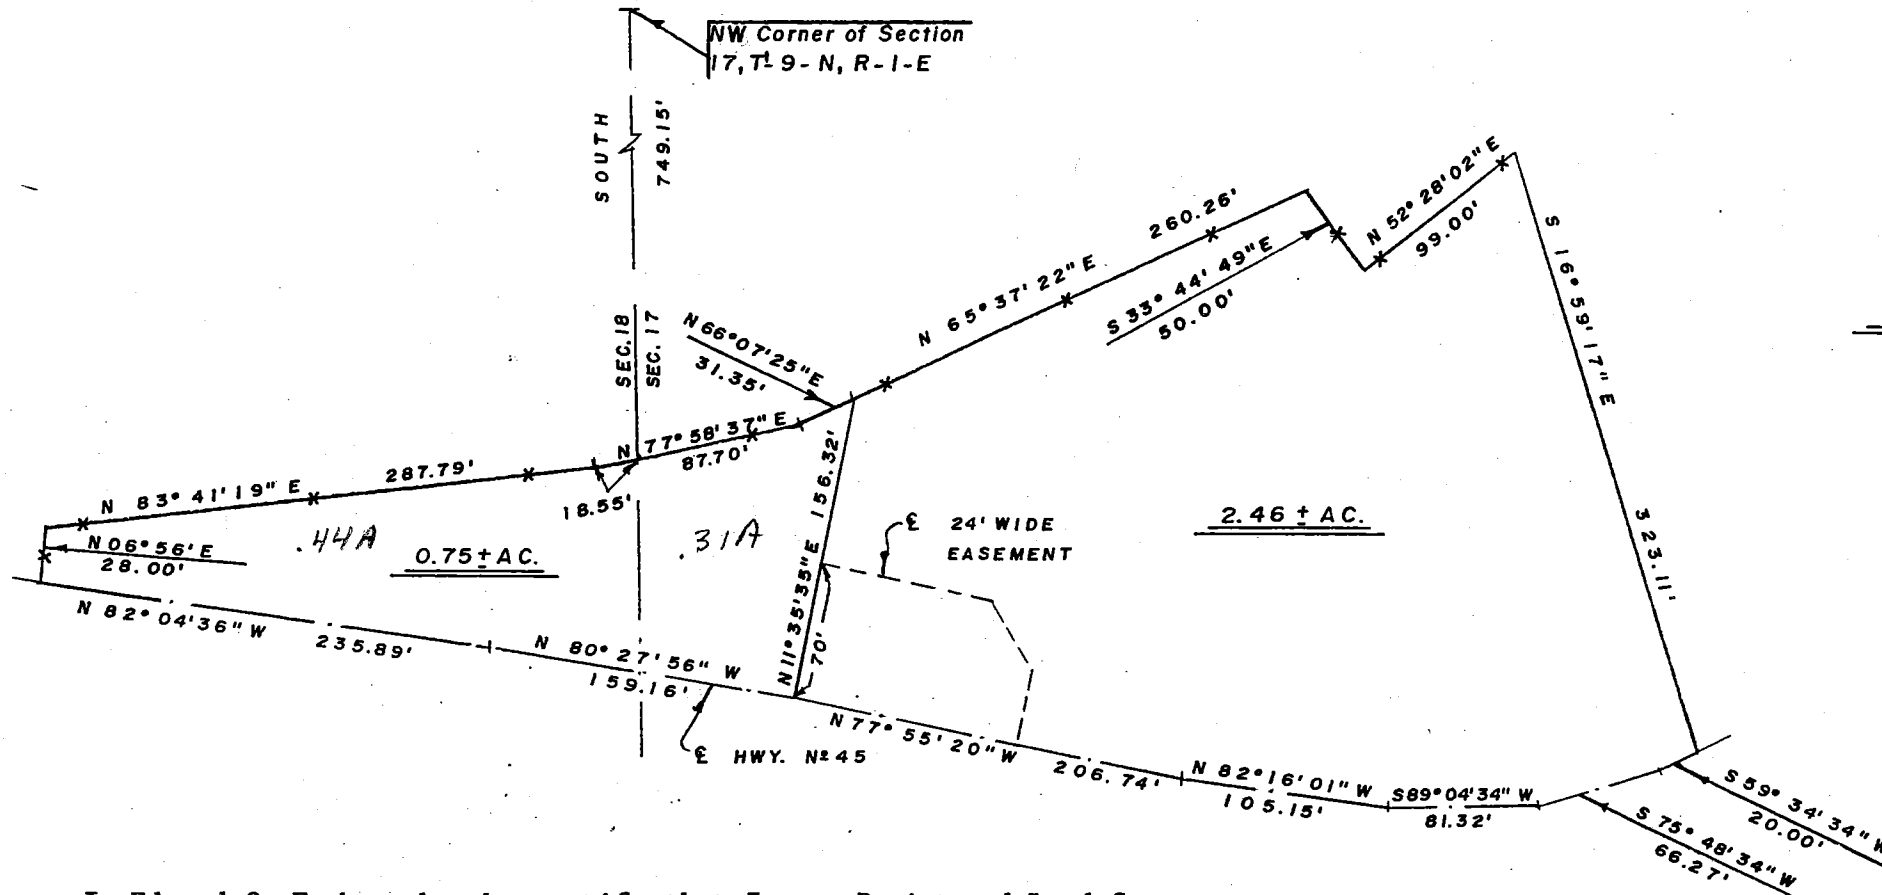 NW Corner of Section
17, T-9-N, R-1-E
SOUTH
749.15'
SEC. 18
SEC. 17
N 66° 07' 25" E
31.35'
N 65° 37' 22" E
260.26'
S 33° 44' 49" E
50.00'
N 52° 28' 02" E
99.00'
S 16° 59' 17" E
323.11'
N 77° 58' 37" E
87.70'
18.55'
N 83° 41' 19" E
287.79'
N 06° 56' E
28.00'
.44A
0.75 ± AC.
.31A
N 11° 35' 35" E 156.32'
70'
℄ 24' WIDE
EASEMENT
2.46 ± AC.
N 82° 04' 36" W
235.89'
N 80° 27' 56" W
159.16'
℄ HWY. Nº 45
N 77° 55' 20" W
206.74'
N 82° 16' 01" W
105.15'
S 89° 04' 34" W
81.32'
S 59° 34' 34" W
20.00'
S 75° 48' 34" W
66.27'